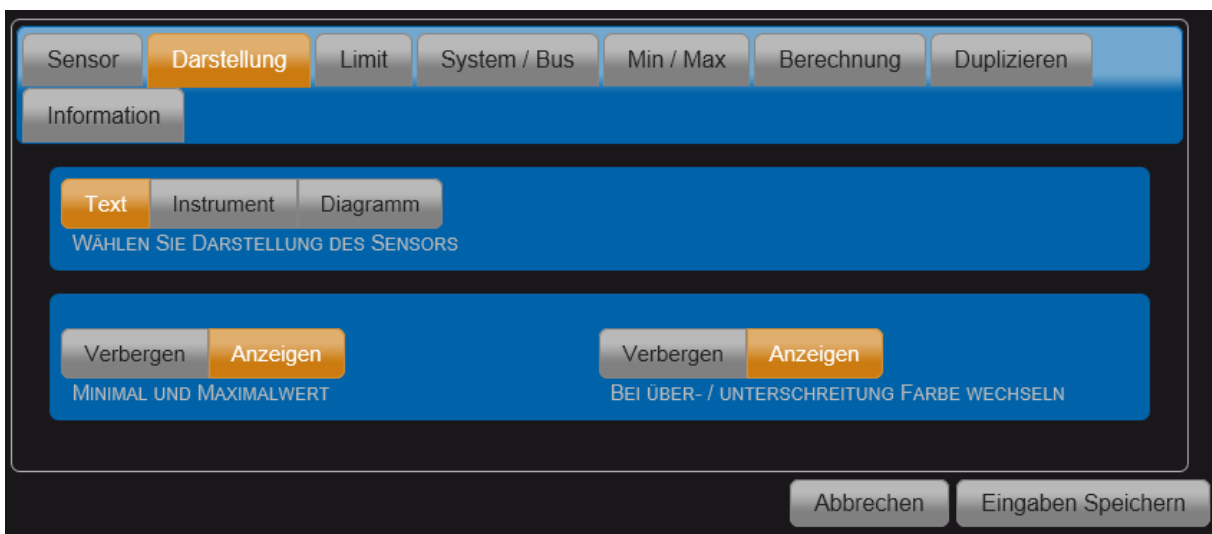 Sensor Darstellung Limit System / Bus Min / Max Berechnung Duplizieren
Information
Text Instrument Diagramm
WÄHLEN SIE DARSTELLUNG DES SENSORS
Verbergen Anzeigen Verbergen Anzeigen
MINIMAL UND MAXIMALWERT BEI ÜBER- / UNTERSCHREITUNG FARBE WECHSELN
Abbrechen Eingaben Speichern